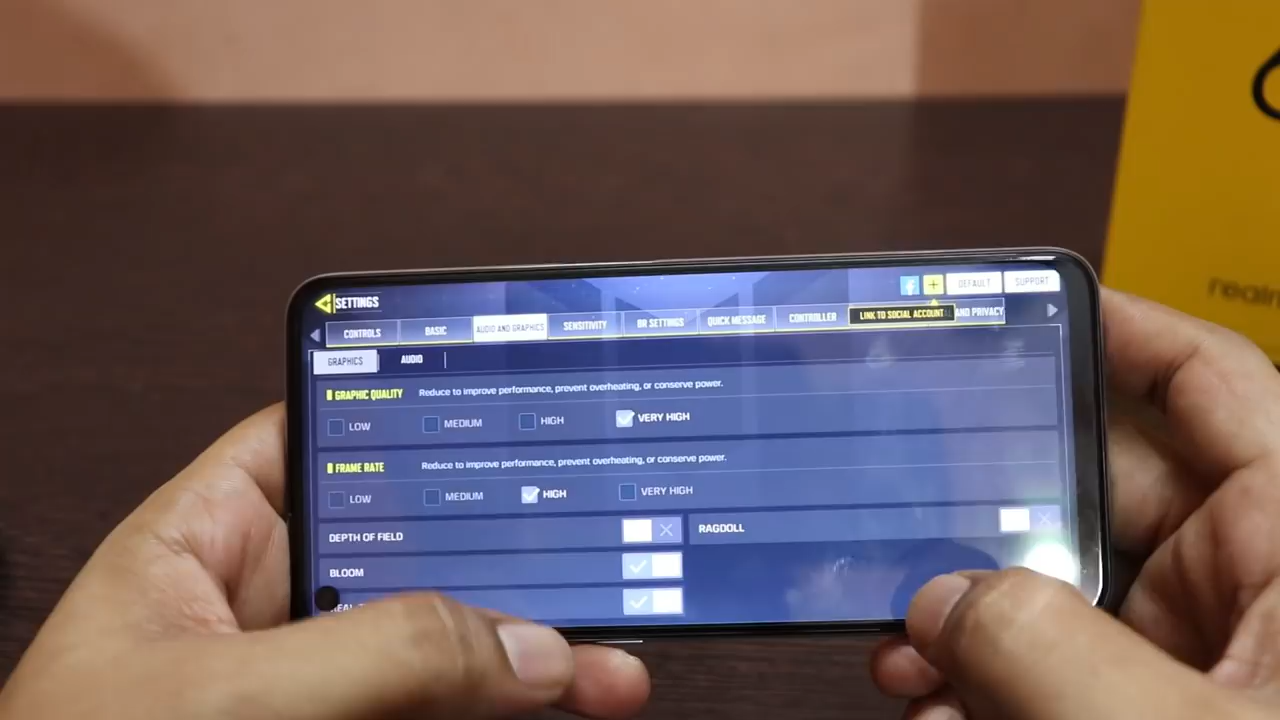 SETTINGS
DEFAULT
SUPPORT
CONTROLS
BASIC
AUDIO AND GRAPHICS
SENSITIVITY
BR SETTINGS
QUICK MESSAGE
CONTROLLER
LINK TO SOCIAL ACCOUNT
AND PRIVACY
GRAPHICS
AUDIO
GRAPHIC QUALITY
Reduce to improve performance, prevent overheating, or conserve power.
LOW
MEDIUM
HIGH
VERY HIGH
FRAME RATE
Reduce to improve performance, prevent overheating, or conserve power.
LOW
MEDIUM
HIGH
VERY HIGH
DEPTH OF FIELD
RAGDOLL
BLOOM